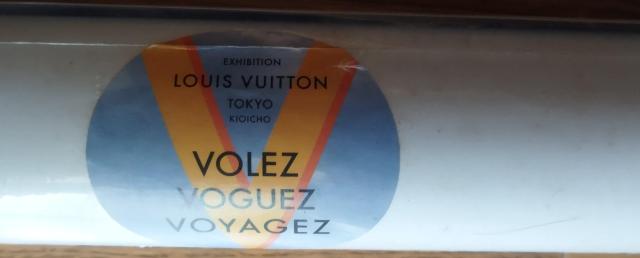 EXHIBITION
LOUIS VUITTON
TOKYO
KIOICHO
VOLEZ
VOGUEZ
VOYAGEZ